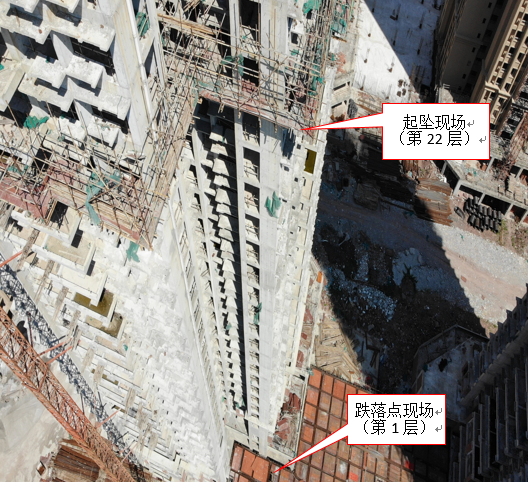 起坠现场
（第 22 层）
跌落点现场
（第 1 层）